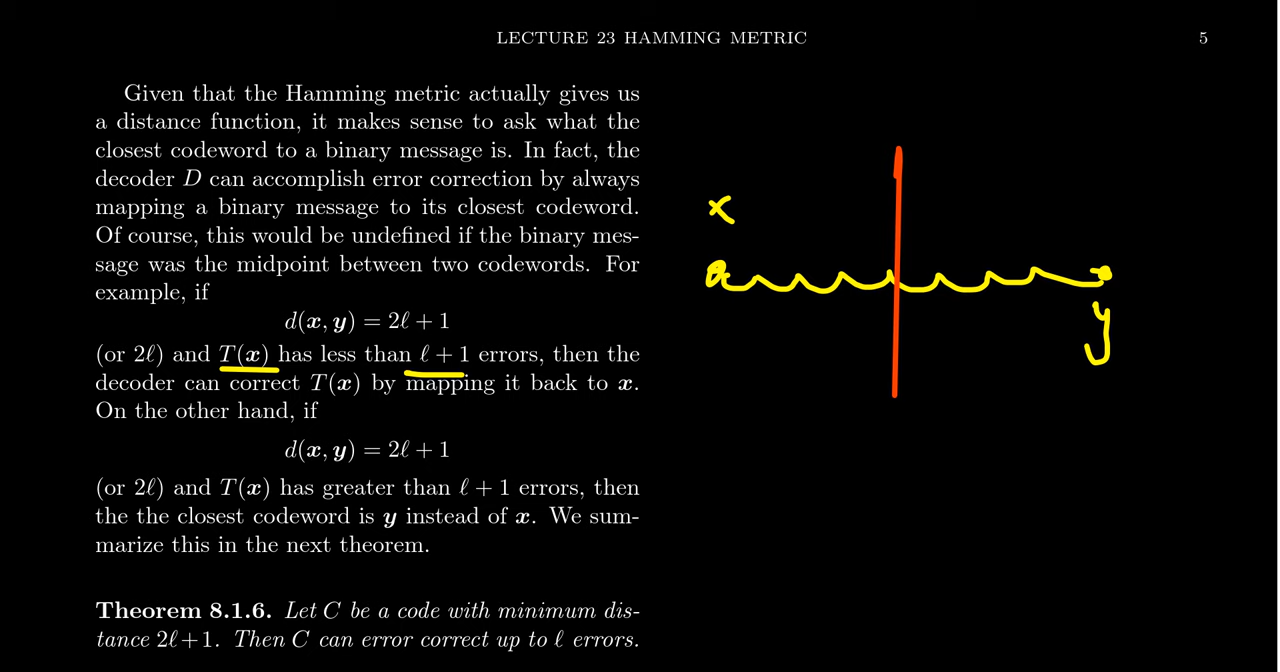 LECTURE 23 HAMMING METRIC 5
Given that the Hamming metric actually gives us
a distance function, it makes sense to ask what the
closest codeword to a binary message is. In fact, the
decoder D can accomplish error correction by always
mapping a binary message to its closest codeword.
Of course, this would be undefined if the binary mes-
sage was the midpoint between two codewords. For
example, if
d(x, y) = 2ℓ + 1
(or 2ℓ) and T(x) has less than ℓ + 1 errors, then the
decoder can correct T(x) by mapping it back to x.
On the other hand, if
d(x, y) = 2ℓ + 1
(or 2ℓ) and T(x) has greater than ℓ + 1 errors, then
the the closest codeword is y instead of x. We sum-
marize this in the next theorem.
Theorem 8.1.6. Let C be a code with minimum dis-
tance 2ℓ+1. Then C can error correct up to ℓ errors.
x
y